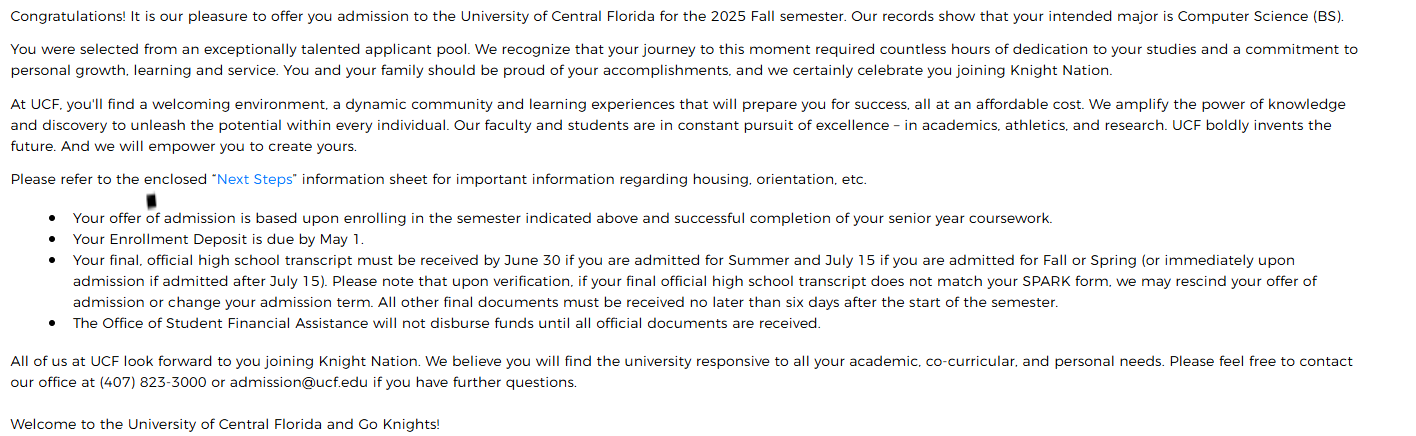 Congratulations! It is our pleasure to offer you admission to the University of Central Florida for the 2025 Fall semester. Our records show that your intended major is Computer Science (BS).
You were selected from an exceptionally talented applicant pool. We recognize that your journey to this moment required countless hours of dedication to your studies and a commitment to
personal growth, learning and service. You and your family should be proud of your accomplishments, and we certainly celebrate you joining Knight Nation.
At UCF, you'll find a welcoming environment, a dynamic community and learning experiences that will prepare you for success, all at an affordable cost. We amplify the power of knowledge
and discovery to unleash the potential within every individual. Our faculty and students are in constant pursuit of excellence – in academics, athletics, and research. UCF boldly invents the
future. And we will empower you to create yours.
Please refer to the enclosed “Next Steps” information sheet for important information regarding housing, orientation, etc.
• Your offer of admission is based upon enrolling in the semester indicated above and successful completion of your senior year coursework.
• Your Enrollment Deposit is due by May 1.
• Your final, official high school transcript must be received by June 30 if you are admitted for Summer and July 15 if you are admitted for Fall or Spring (or immediately upon
admission if admitted after July 15). Please note that upon verification, if your final official high school transcript does not match your SPARK form, we may rescind your offer of
admission or change your admission term. All other final documents must be received no later than six days after the start of the semester.
• The Office of Student Financial Assistance will not disburse funds until all official documents are received.
All of us at UCF look forward to you joining Knight Nation. We believe you will find the university responsive to all your academic, co-curricular, and personal needs. Please feel free to contact
our office at (407) 823-3000 or admission@ucf.edu if you have further questions.
Welcome to the University of Central Florida and Go Knights!